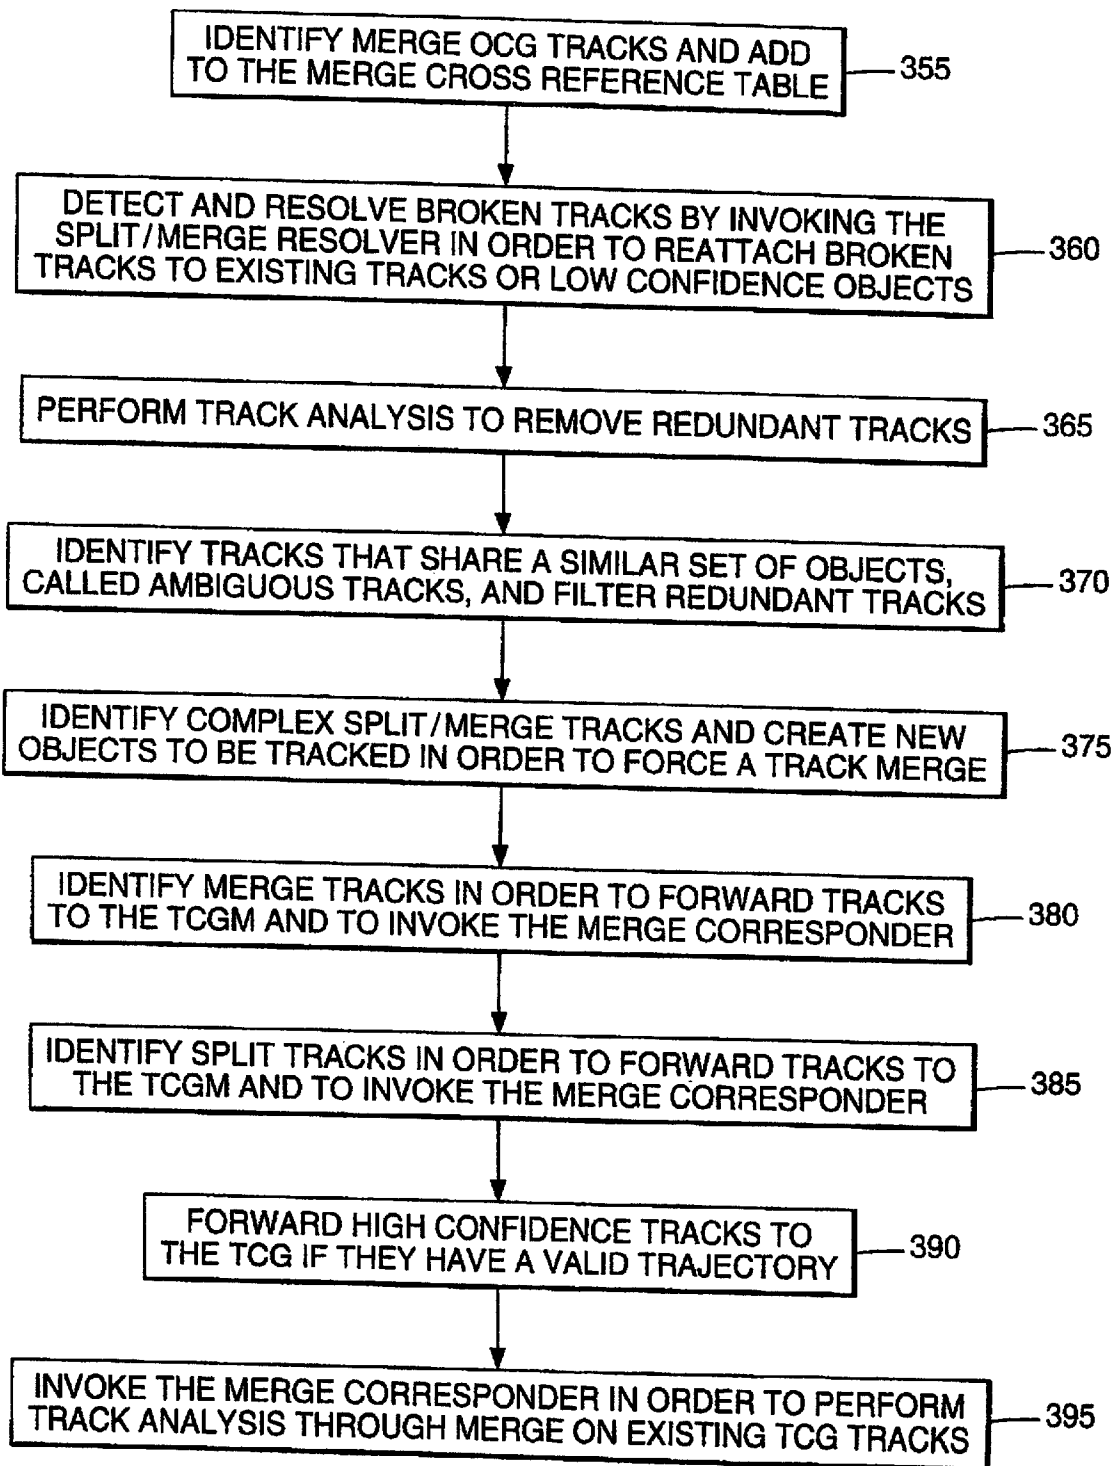 IDENTIFY MERGE OCG TRACKS AND ADD
TO THE MERGE CROSS REFERENCE TABLE
355
DETECT AND RESOLVE BROKEN TRACKS BY INVOKING THE
SPLIT/MERGE RESOLVER IN ORDER TO REATTACH BROKEN
TRACKS TO EXISTING TRACKS OR LOW CONFIDENCE OBJECTS
360
PERFORM TRACK ANALYSIS TO REMOVE REDUNDANT TRACKS
365
IDENTIFY TRACKS THAT SHARE A SIMILAR SET OF OBJECTS,
CALLED AMBIGUOUS TRACKS, AND FILTER REDUNDANT TRACKS
370
IDENTIFY COMPLEX SPLIT/MERGE TRACKS AND CREATE NEW
OBJECTS TO BE TRACKED IN ORDER TO FORCE A TRACK MERGE
375
IDENTIFY MERGE TRACKS IN ORDER TO FORWARD TRACKS
TO THE TCGM AND TO INVOKE THE MERGE CORRESPONDER
380
IDENTIFY SPLIT TRACKS IN ORDER TO FORWARD TRACKS TO
THE TCGM AND TO INVOKE THE MERGE CORRESPONDER
385
FORWARD HIGH CONFIDENCE TRACKS TO
THE TCG IF THEY HAVE A VALID TRAJECTORY
390
INVOKE THE MERGE CORRESPONDER IN ORDER TO PERFORM
TRACK ANALYSIS THROUGH MERGE ON EXISTING TCG TRACKS
395